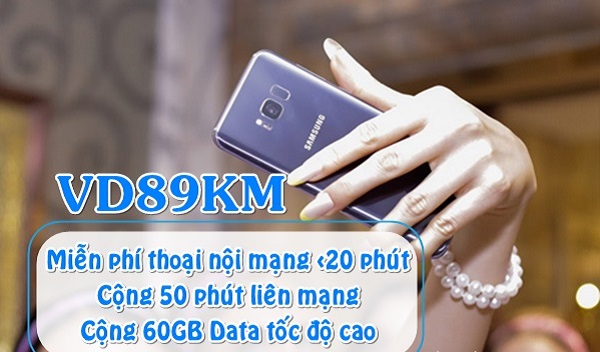 SAMSUNG
VD89KM
Miễn phí thoại nội mạng <20 phút
Cộng 50 phút liên mạng
Cộng 60GB Data tốc độ cao